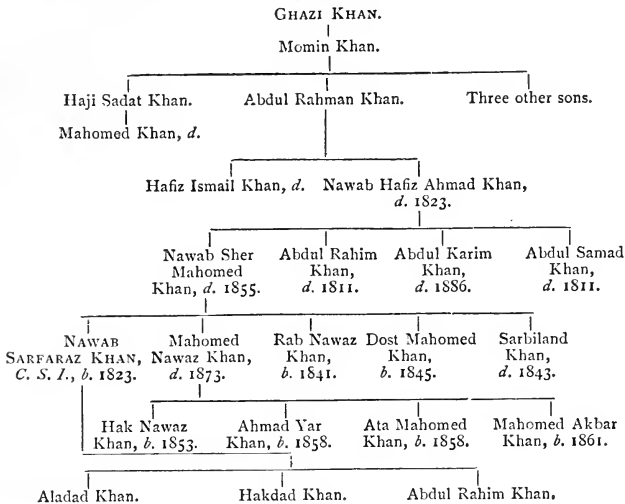 GHAZI KHAN.
Momin Khan.
Haji Sadat Khan. Abdul Rahman Khan. Three other sons.
Mahomed Khan, d.
Hafiz Ismail Khan, d. Nawab Hafiz Ahmad Khan,
d. 1823.
Nawab Sher Abdul Rahim Abdul Karim Abdul Samad
Mahomed Khan, Khan, Khan,
Khan, d. 1855. d. 1811. d. 1886. d. 1811.
NAWAB Mahomed Rab Nawaz Dost Mahomed Sarbiland
SARFARAZ KHAN, Nawaz Khan, Khan, Khan, Khan,
C. S. I., b. 1823. d. 1873. b. 1841. b. 1845. d. 1843.
Hak Nawaz Ahmad Yar Ata Mahomed Mahomed Akbar
Khan, b. 1853. Khan, b. 1858. Khan, b. 1858. Khan, b. 1861.
Aladad Khan. Hakdad Khan. Abdul Rahim Khan,